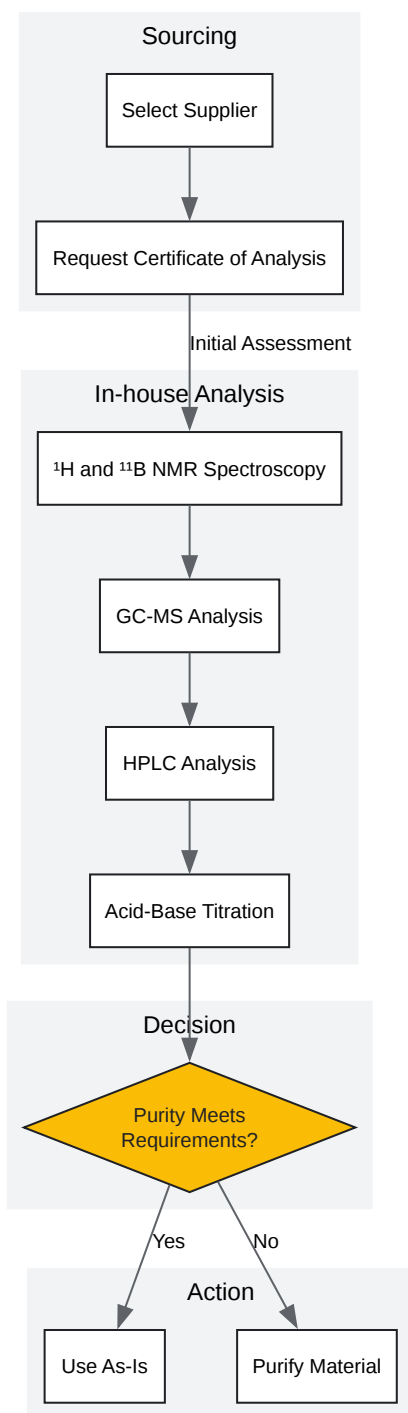 Sourcing
Select Supplier
Request Certificate of Analysis
Initial Assessment
In-house Analysis
¹H and ¹¹B NMR Spectroscopy
GC-MS Analysis
HPLC Analysis
Acid-Base Titration
Decision
Purity Meets
Requirements?
Yes
No
Action
Use As-Is
Purify Material